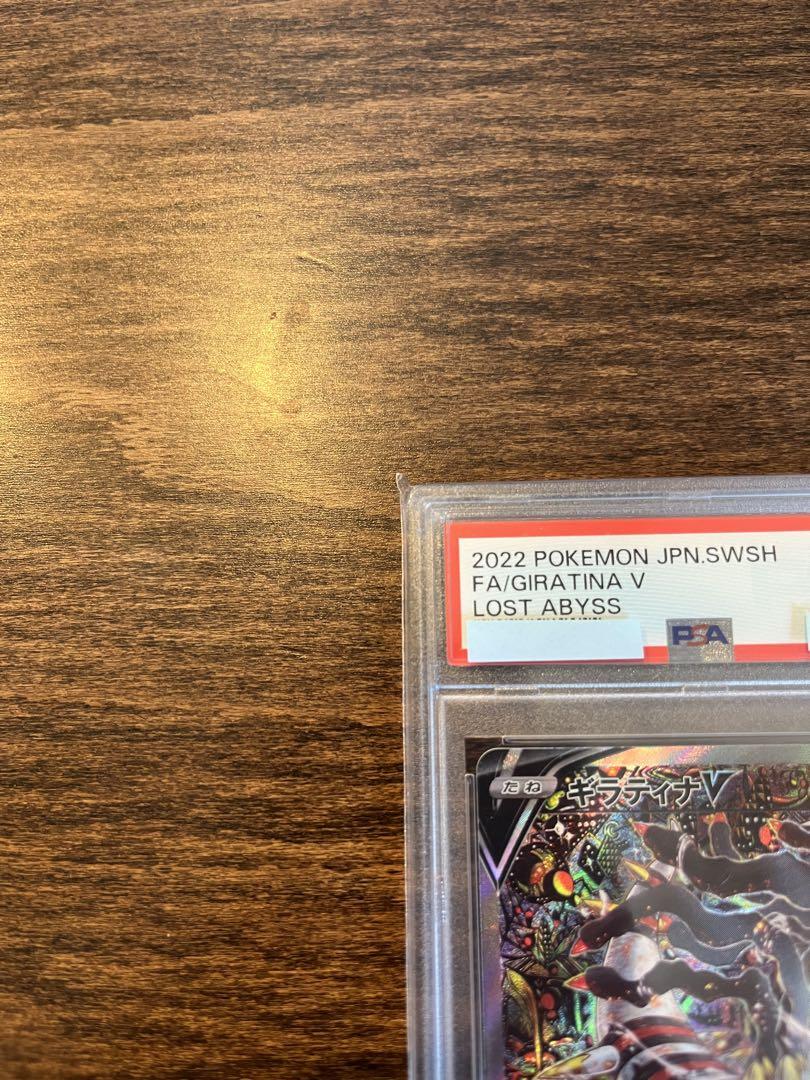 2022 POKEMON JPN.SWSH
FA/GIRATINA V
LOST ABYSS
PSA
たね
ギラティナV